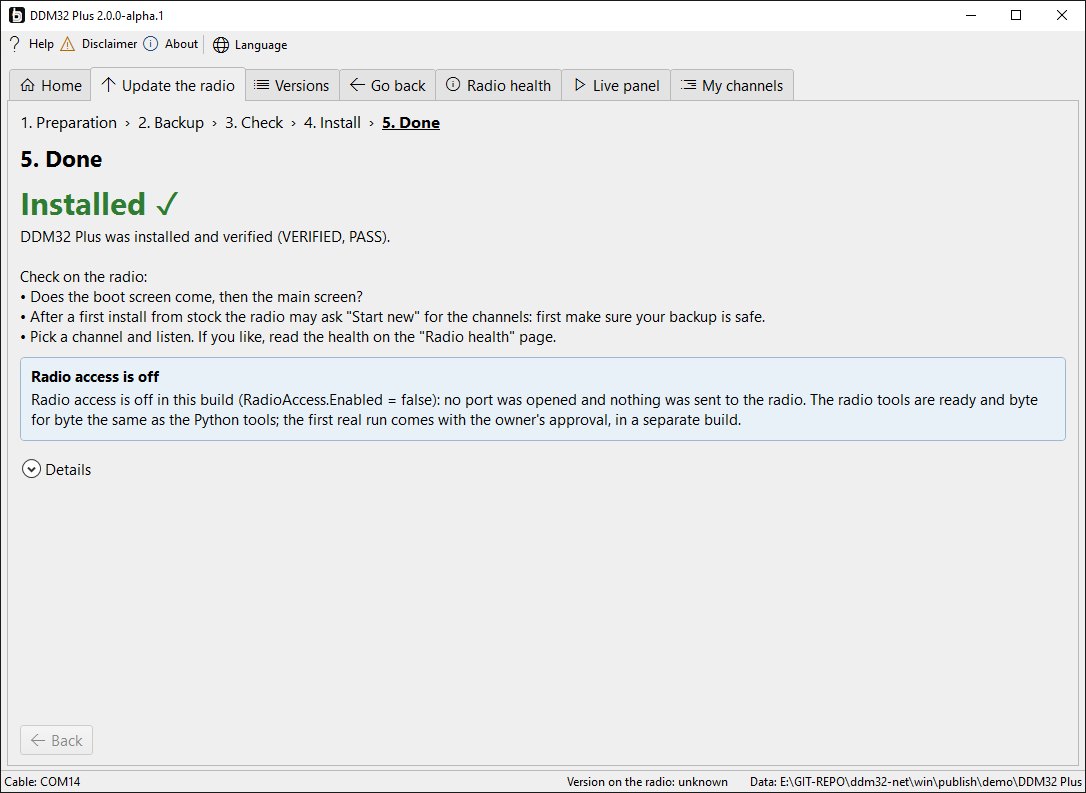 DDM32 Plus 2.0.0-alpha.1
? Help Disclaimer About Language
Home Update the radio Versions Go back Radio health Live panel My channels
1. Preparation › 2. Backup › 3. Check › 4. Install › 5. Done
5. Done
Installed ✓
DDM32 Plus was installed and verified (VERIFIED, PASS).
Check on the radio:
• Does the boot screen come, then the main screen?
• After a first install from stock the radio may ask "Start new" for the channels: first make sure your backup is safe.
• Pick a channel and listen. If you like, read the health on the "Radio health" page.
Radio access is off
Radio access is off in this build (RadioAccess.Enabled = false): no port was opened and nothing was sent to the radio. The radio tools are ready and byte
for byte the same as the Python tools; the first real run comes with the owner's approval, in a separate build.
Details
Back
Cable: COM14 Version on the radio: unknown Data: E:\GIT-REPO\ddm32-net\win\publish\demo\DDM32 Plus